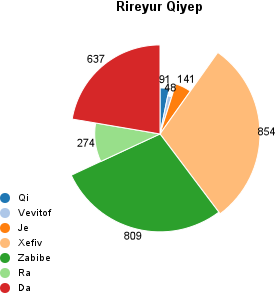 Rireyur Qiyep
637
91
48
141
854
274
809
Qi
Vevitof
Je
Xefiv
Zabibe
Ra
Da